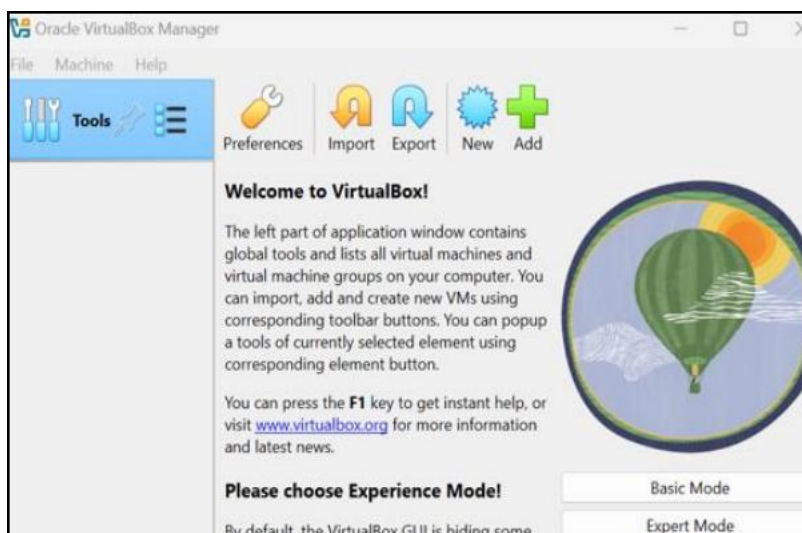 Oracle VirtualBox Manager
File Machine Help
Tools
Preferences Import Export New Add
Welcome to VirtualBox!
The left part of application window contains
global tools and lists all virtual machines and
virtual machine groups on your computer. You
can import, add and create new VMs using
corresponding toolbar buttons. You can popup
a tools of currently selected element using
corresponding element button.
You can press the F1 key to get instant help, or
visit www.virtualbox.org for more information
and latest news.
Please choose Experience Mode!
Basic Mode
Expert Mode
By default, the VirtualBox GUI is hiding some